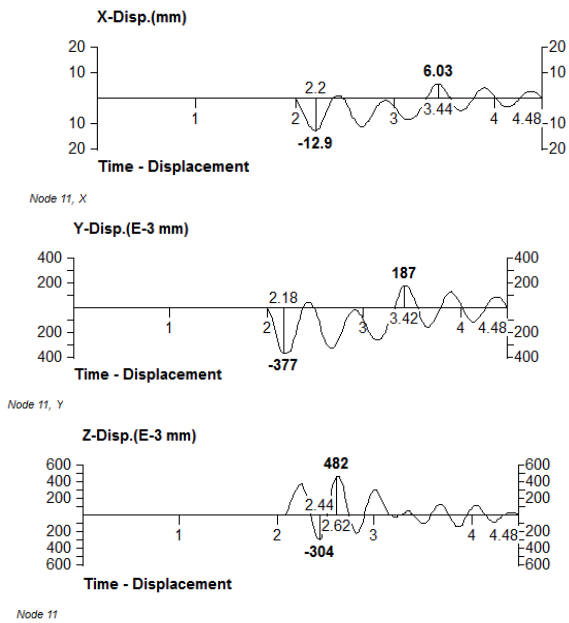 X-Disp.(mm)
20 20
10 2.2 6.03 10
1 2 3 3.44 4 4.48
10 10
20 -12.9 20
Time - Displacement
Node 11, X
Y-Disp.(E-3 mm)
400 400
200 2.18 187 200
1 2 3 3.42 4 4.48
200 200
400 -377 400
Time - Displacement
Node 11, Y
Z-Disp.(E-3 mm)
600 482 600
400 400
200 2.44 200
1 2 2.62 3 4 4.48
200 200
400 -304 400
600 600
Time - Displacement
Node 11